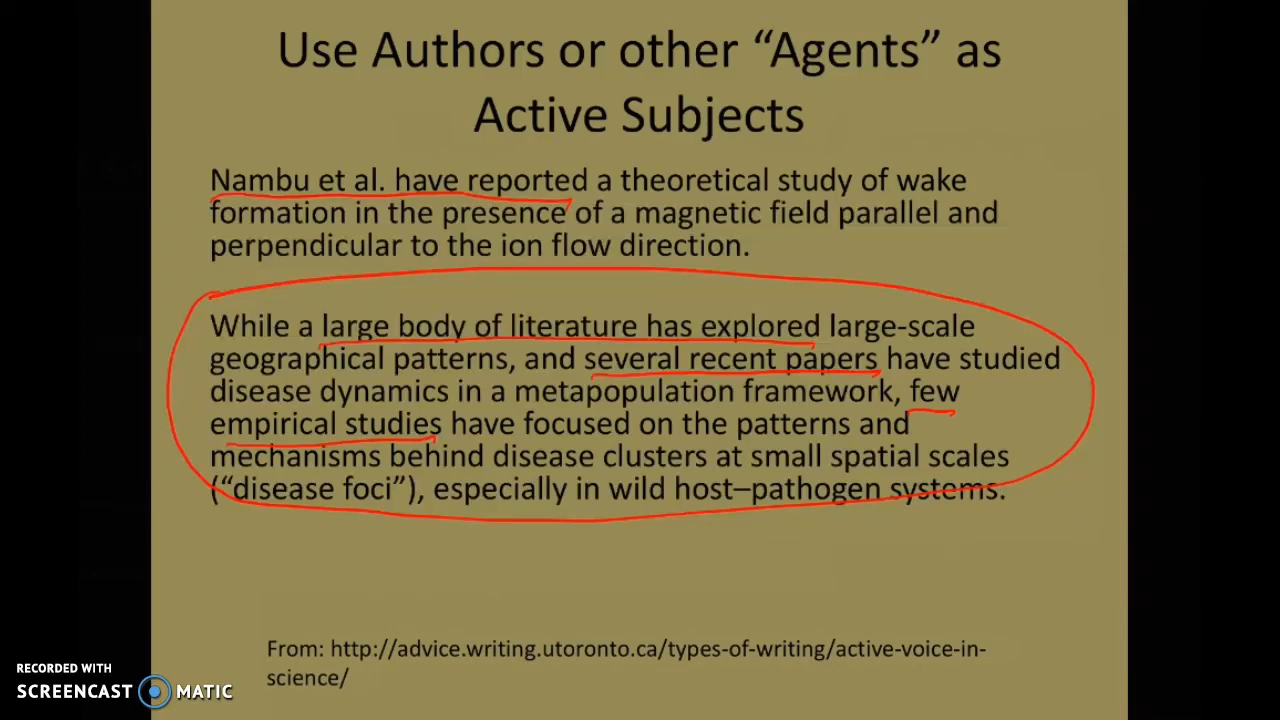 Use Authors or other “Agents” as
Active Subjects
Nambu et al. have reported a theoretical study of wake
formation in the presence of a magnetic field parallel and
perpendicular to the ion flow direction.
While a large body of literature has explored large-scale
geographical patterns, and several recent papers have studied
disease dynamics in a metapopulation framework, few
empirical studies have focused on the patterns and
mechanisms behind disease clusters at small spatial scales
(“disease foci”), especially in wild host–pathogen systems.
From: http://advice.writing.utoronto.ca/types-of-writing/active-voice-in-
science/
RECORDED WITH
SCREENCAST MATIC